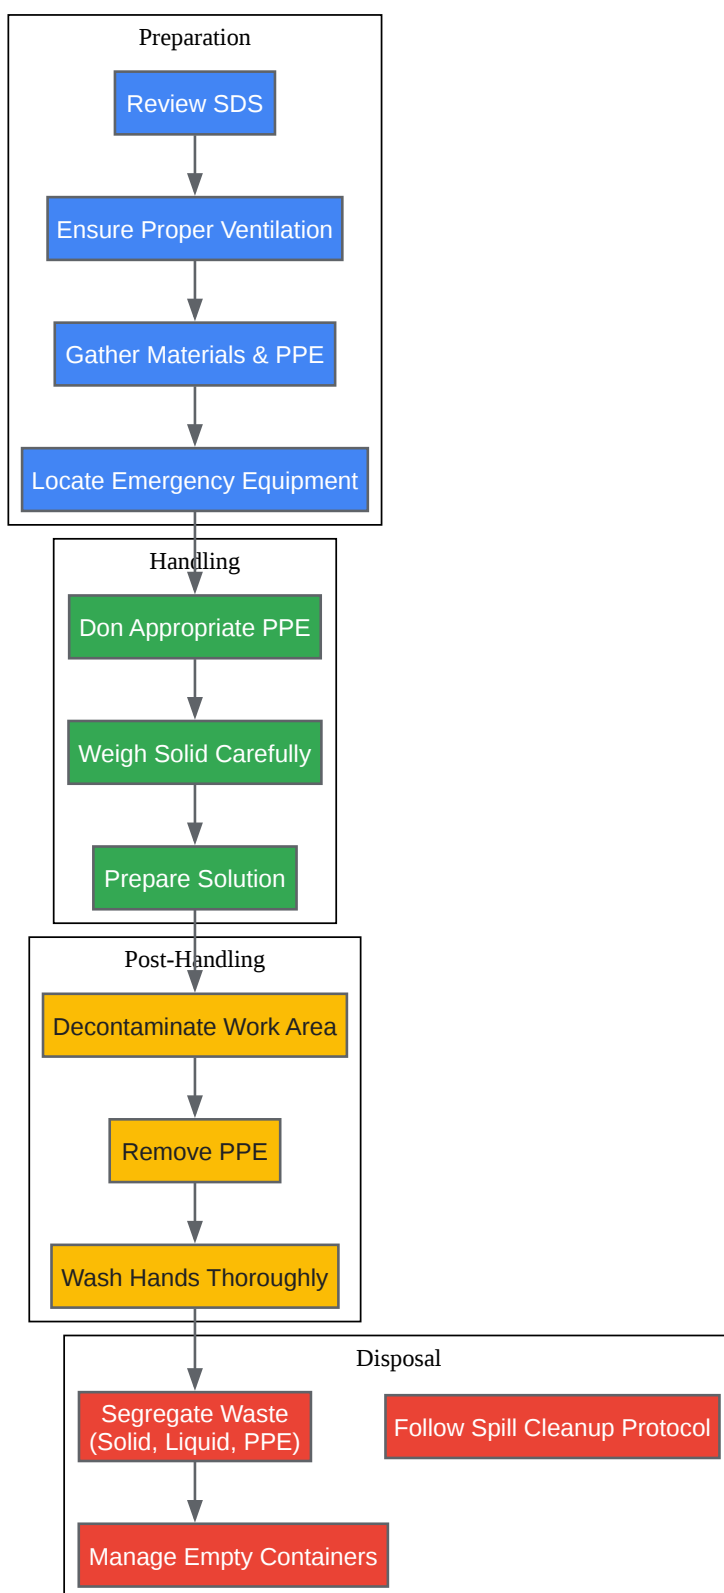 Preparation
Review SDS
Ensure Proper Ventilation
Gather Materials & PPE
Locate Emergency Equipment
Handling
Don Appropriate PPE
Weigh Solid Carefully
Prepare Solution
Post-Handling
Decontaminate Work Area
Remove PPE
Wash Hands Thoroughly
Disposal
Segregate Waste
(Solid, Liquid, PPE)
Follow Spill Cleanup Protocol
Manage Empty Containers